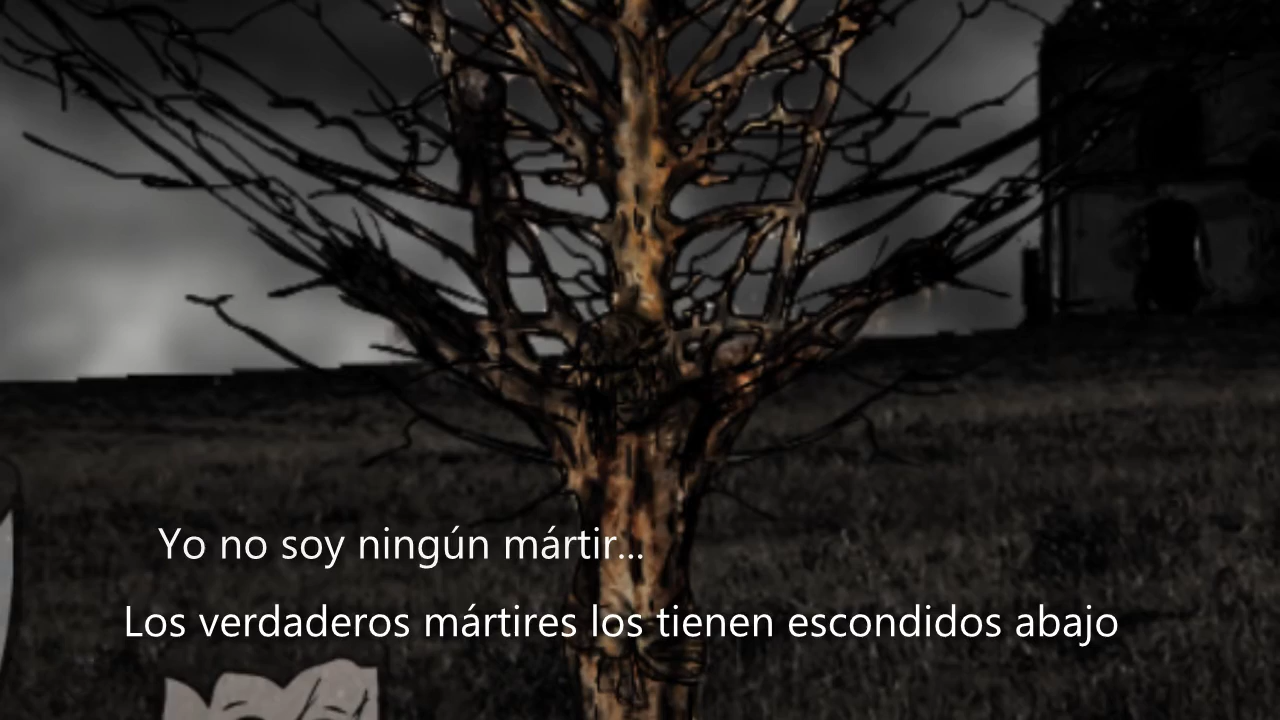 Yo no soy ningún mártir...
Los verdaderos mártires los tienen escondidos abajo